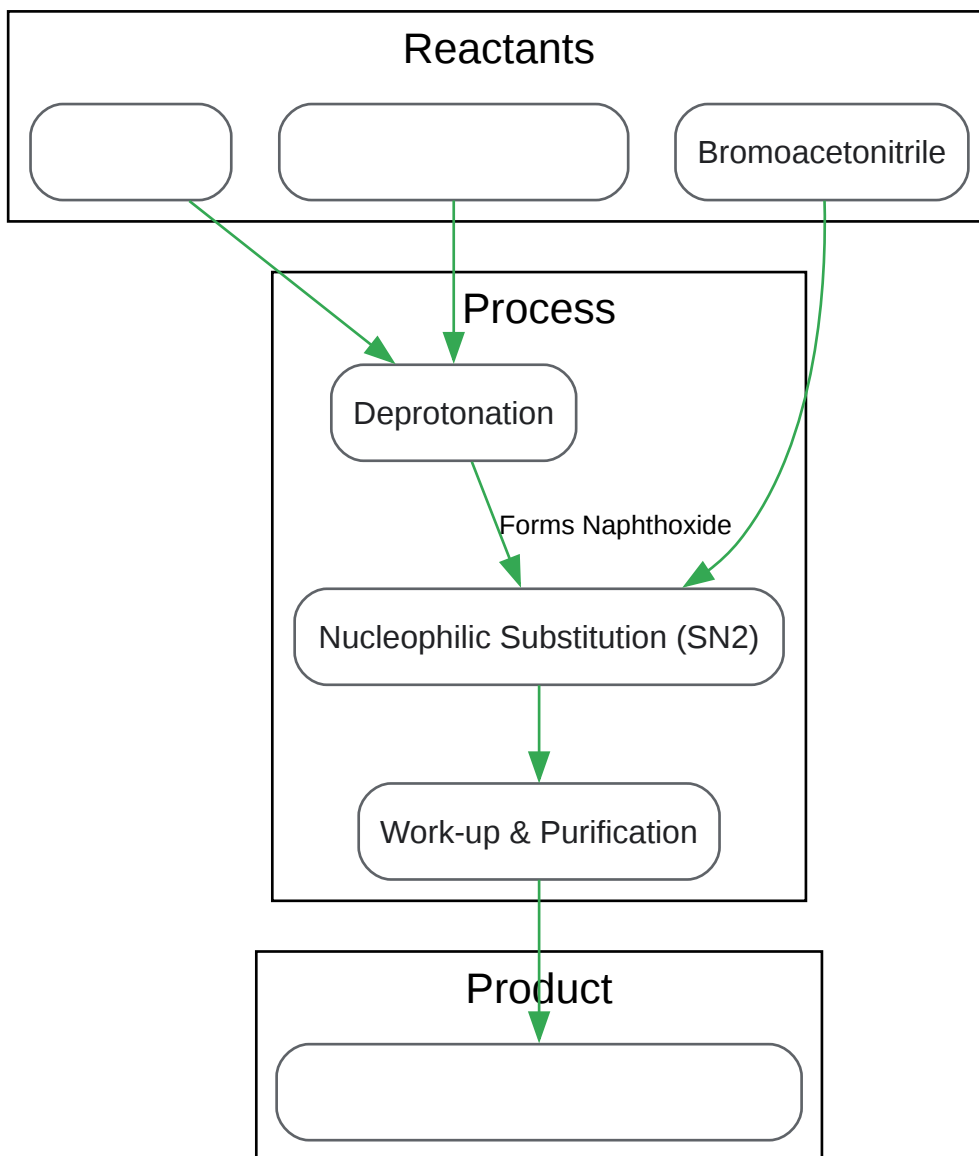 Reactants
Bromoacetonitrile
Process
Deprotonation
Forms Naphthoxide
Nucleophilic Substitution (SN2)
Work-up & Purification
Product